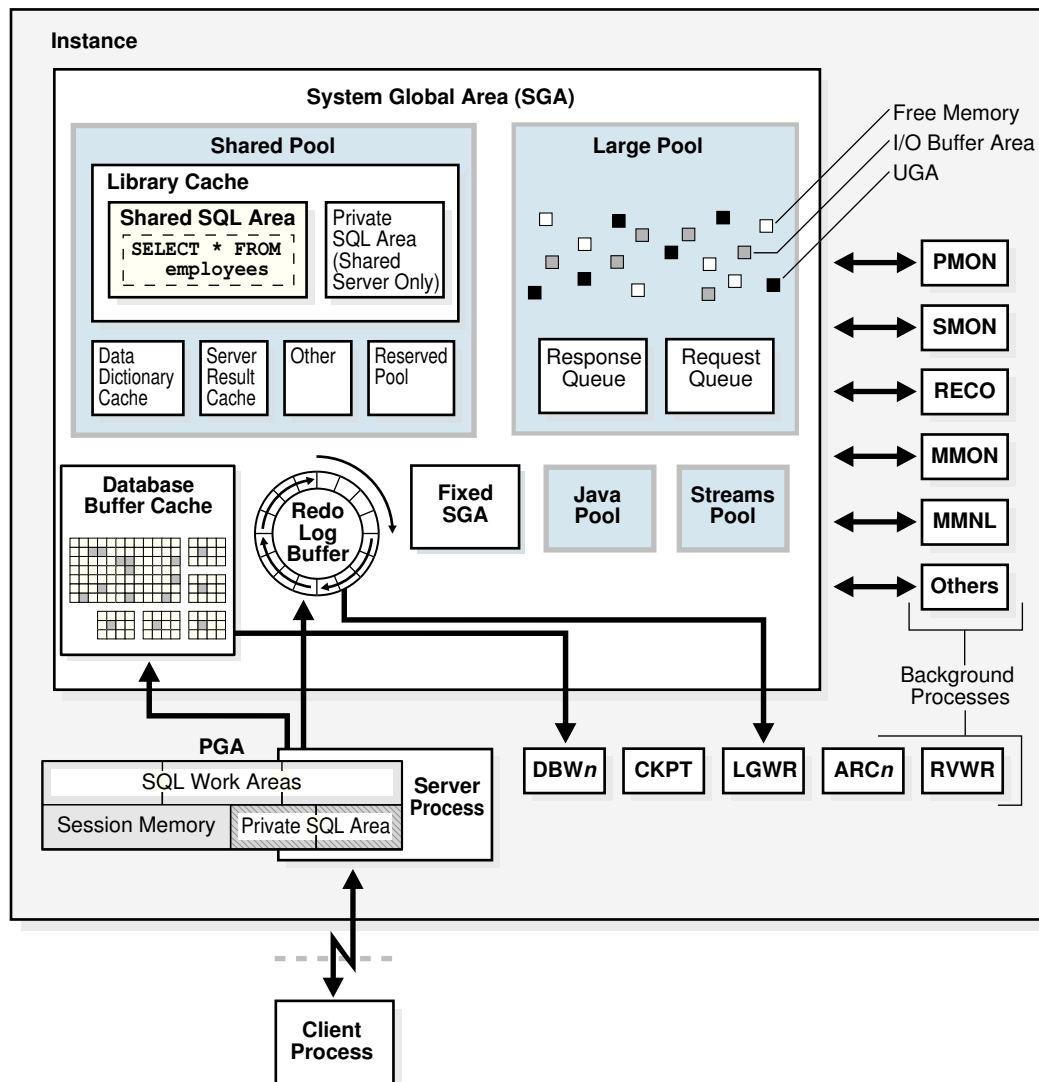 Instance
System Global Area (SGA)
Shared Pool
Library Cache
Shared SQL Area
SELECT * FROM
employees
Private
SQL Area
(Shared
Server Only)
Data
Dictionary
Cache
Server
Result
Cache
Other
Reserved
Pool
Large Pool
Response
Queue
Request
Queue
Free Memory
I/O Buffer Area
UGA
Database
Buffer Cache
Redo
Log
Buffer
Fixed
SGA
Java
Pool
Streams
Pool
PMON
SMON
RECO
MMON
MMNL
Others
Background
Processes
PGA
SQL Work Areas
Session Memory
Private SQL Area
Server
Process
DBWn
CKPT
LGWR
ARCn
RVWR
Client
Process